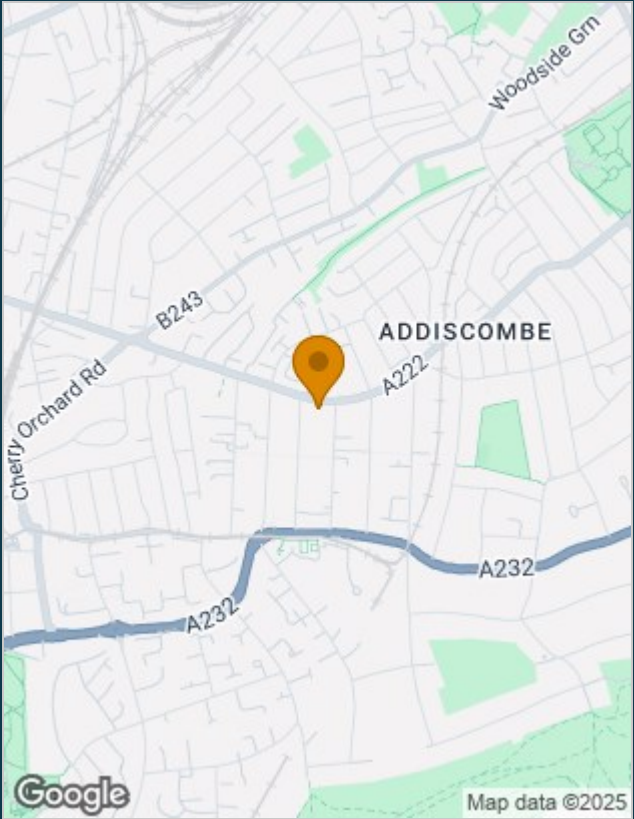 Woodside Grn
B243
ADDISCOMBE
A222
Cherry Orchard Rd
A232
A232
Google
Map data ©2025